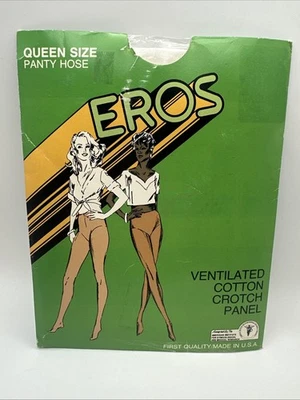 QUEEN SIZE
PANTY HOSE
EROS
VENTILATED
COTTON
CROTCH
PANEL
FIRST QUALITY/MADE IN U.S.A.